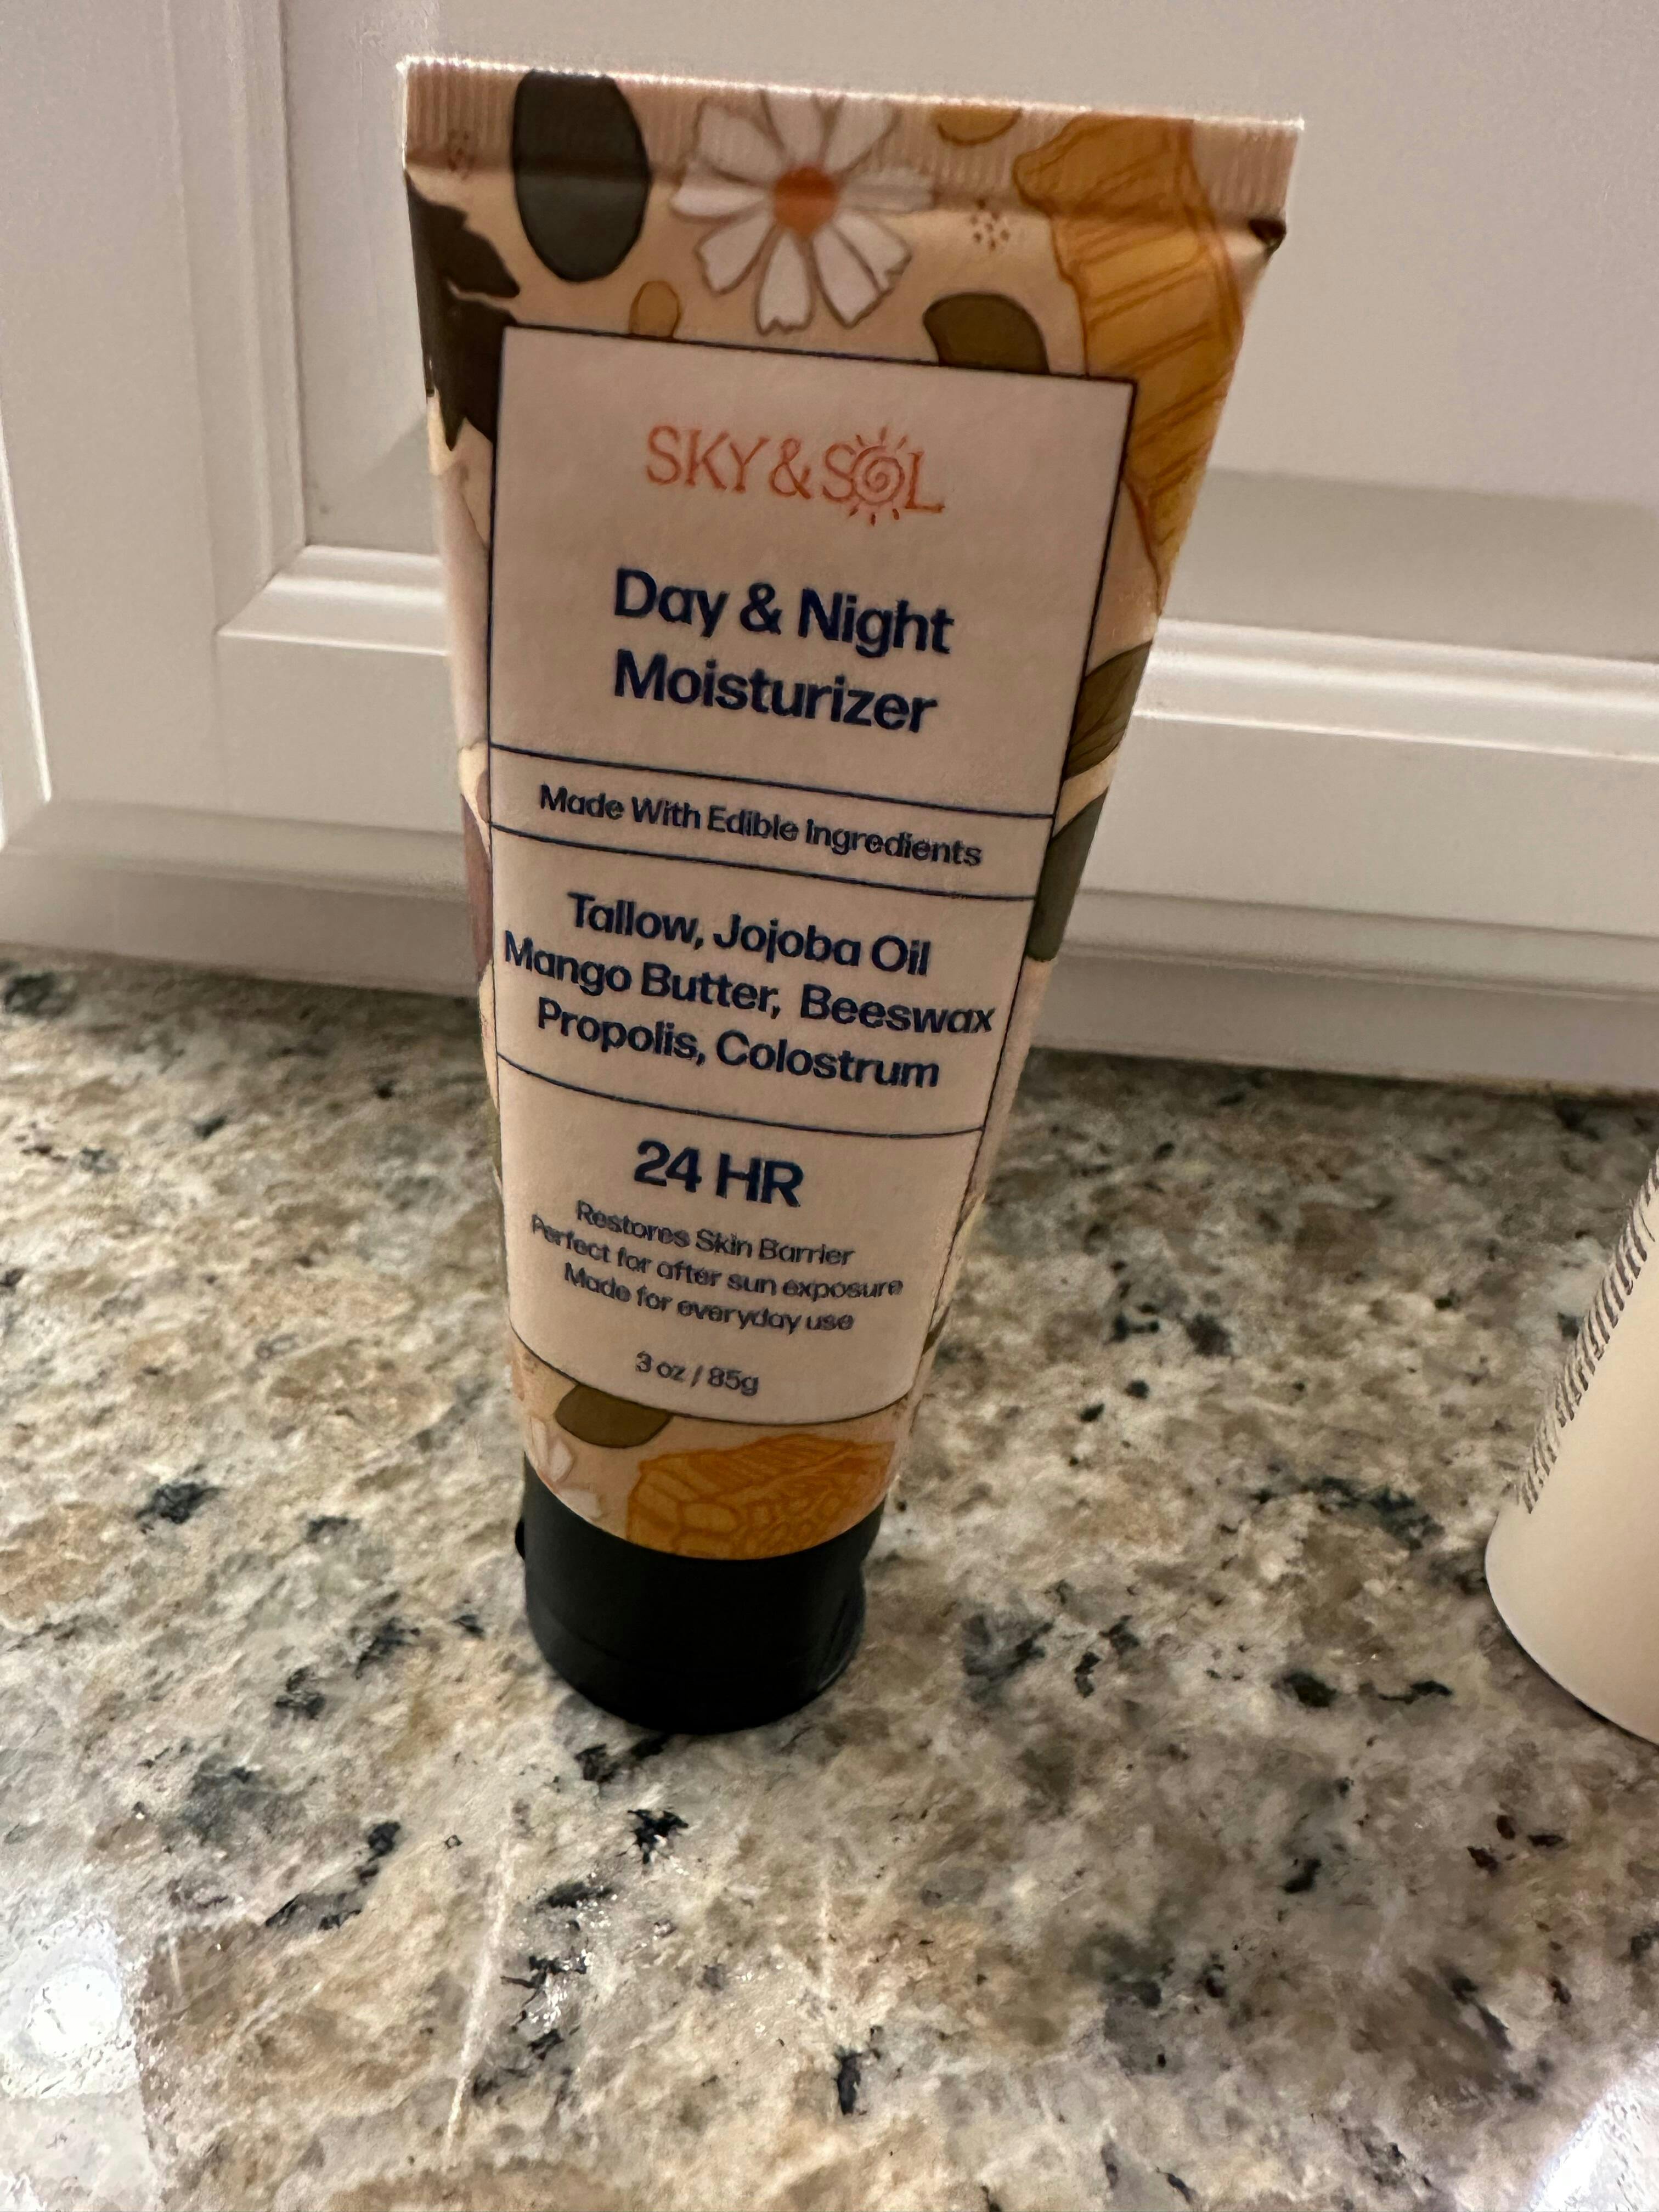 SKY & SOL
Day & Night
Moisturizer
Made With Edible Ingredients
Tallow, Jojoba Oil
Mango Butter, Beeswax
Propolis, Colostrum
24 HR
Restores Skin Barrier
Perfect for after sun exposure
Made for everyday use
3 oz / 85g